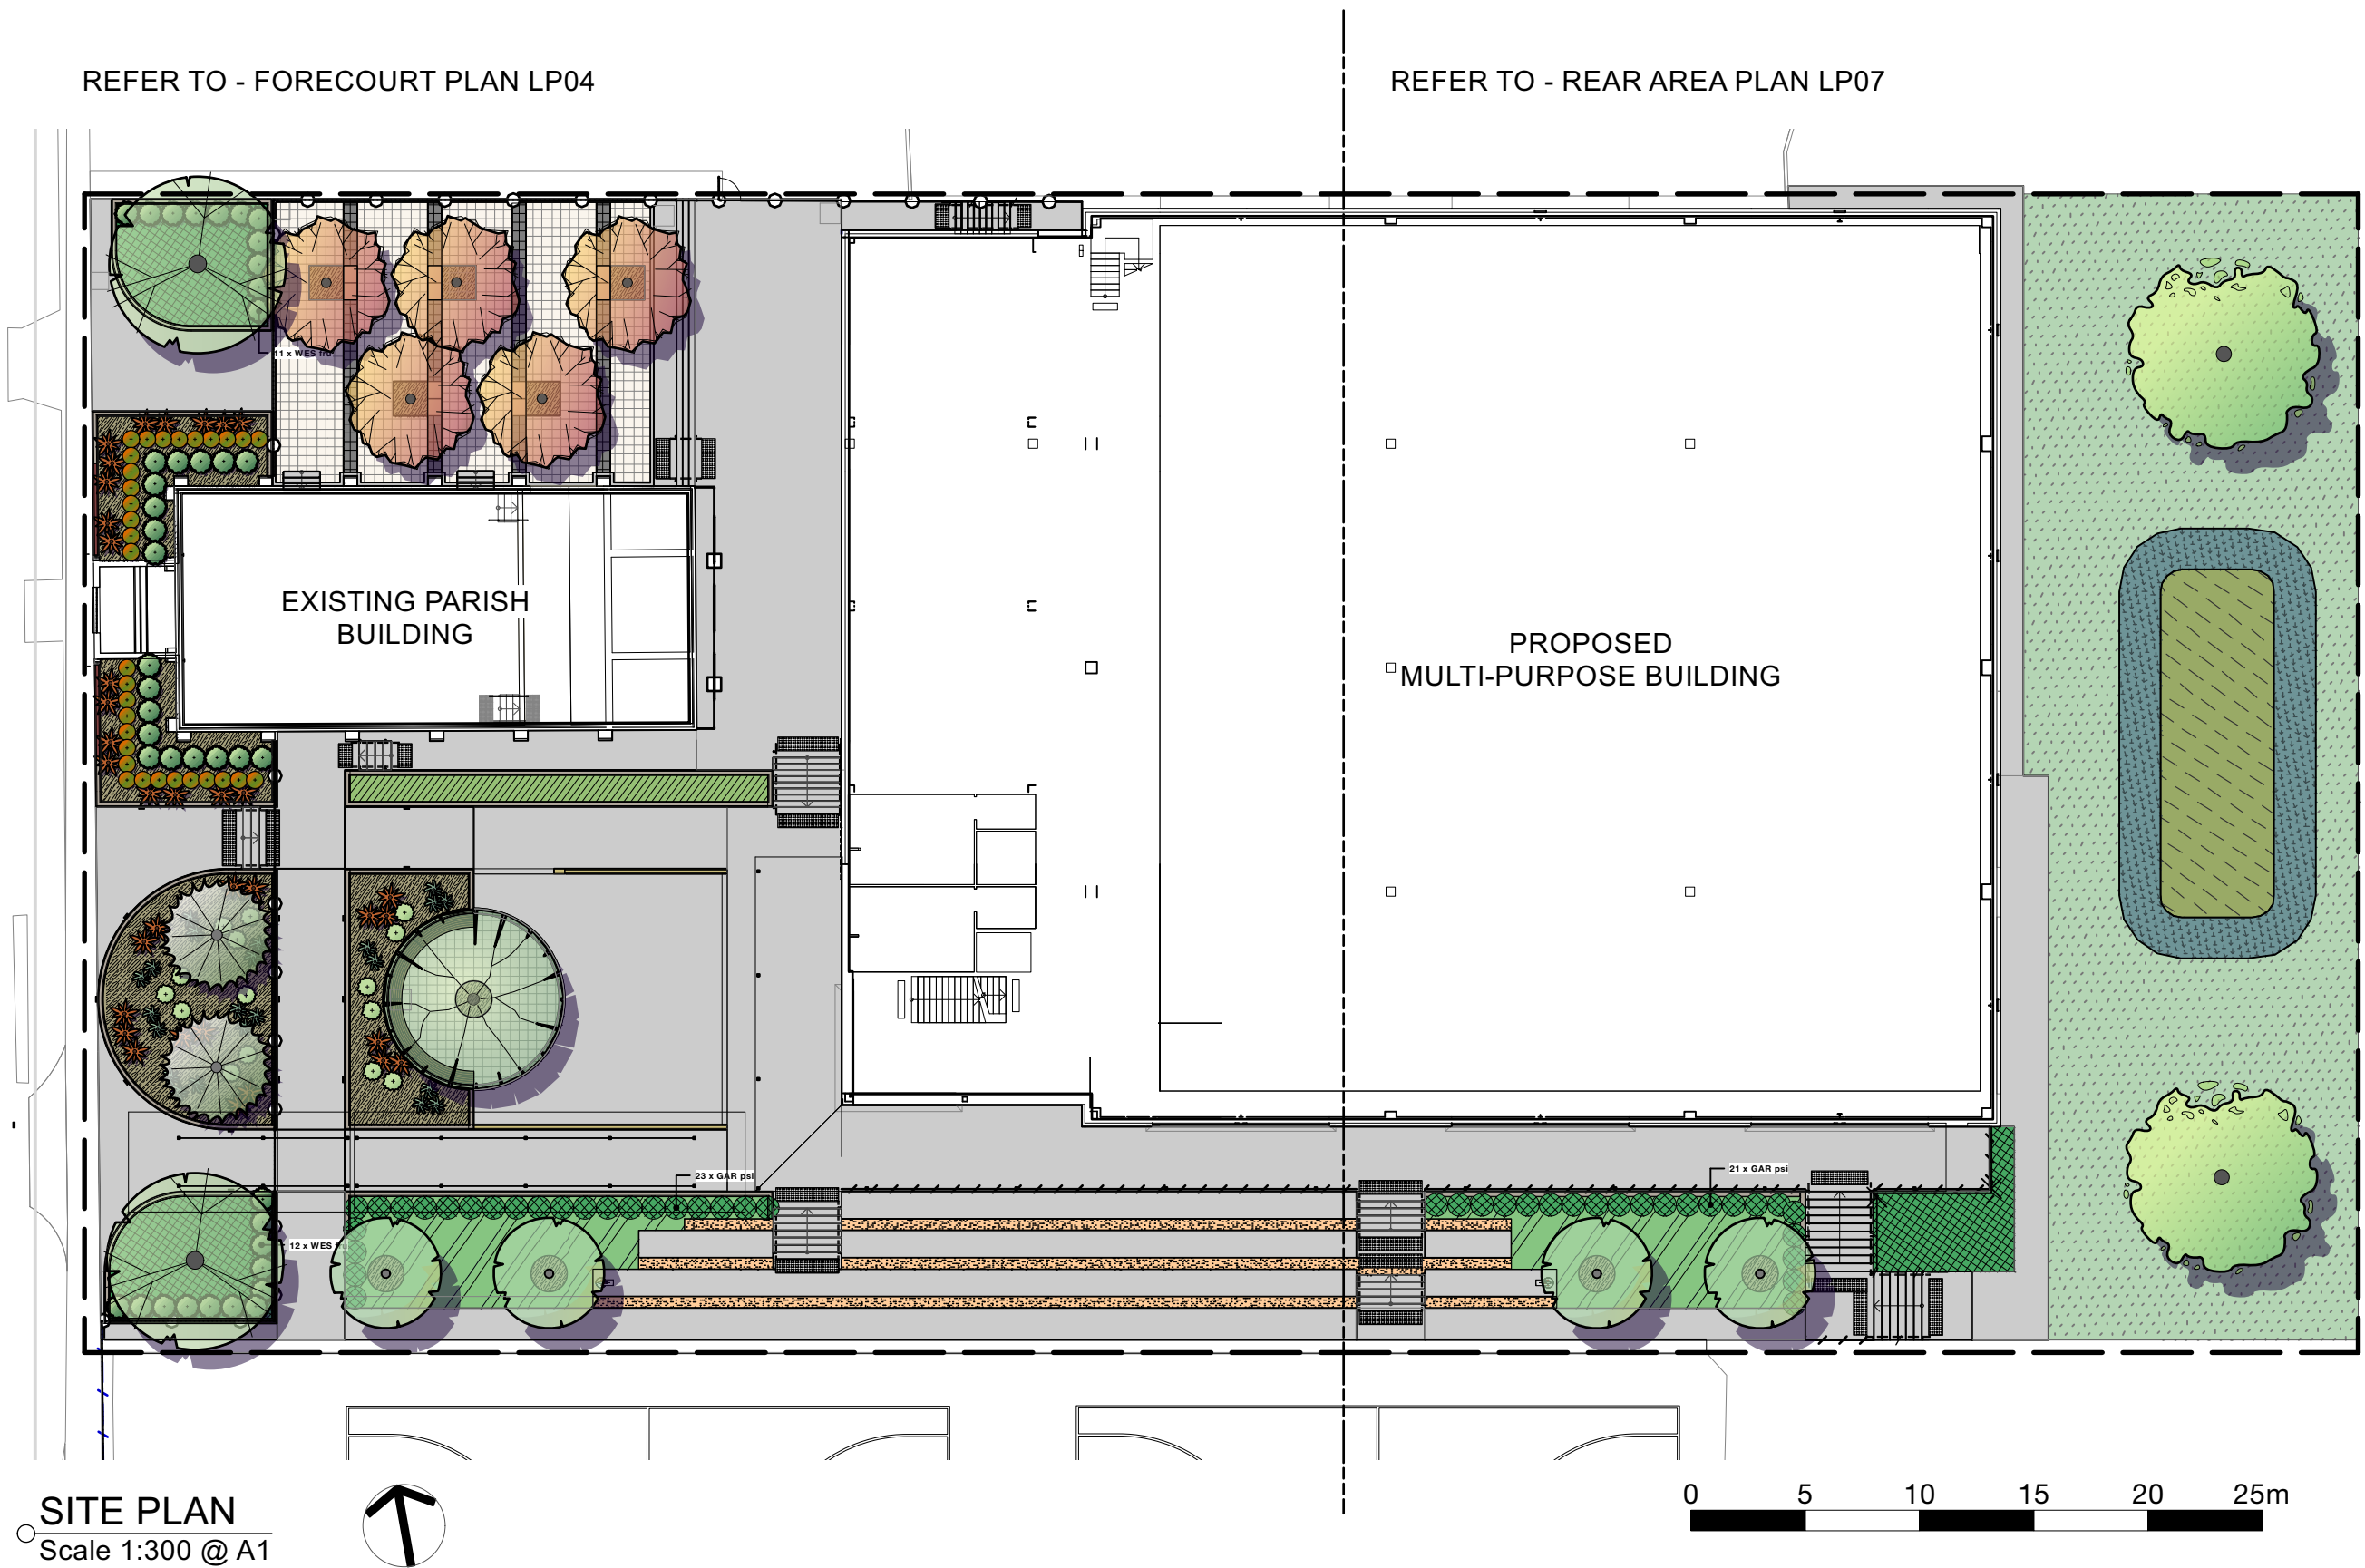 REFER TO - FORECOURT PLAN LP04
REFER TO - REAR AREA PLAN LP07
11 x WES fru
EXISTING PARISH
BUILDING
PROPOSED
MULTI-PURPOSE BUILDING
23 x GAR psi
21 x GAR psi
12 x WES
SITE PLAN
Scale 1:300 @ A1
0 5 10 15 20 25m